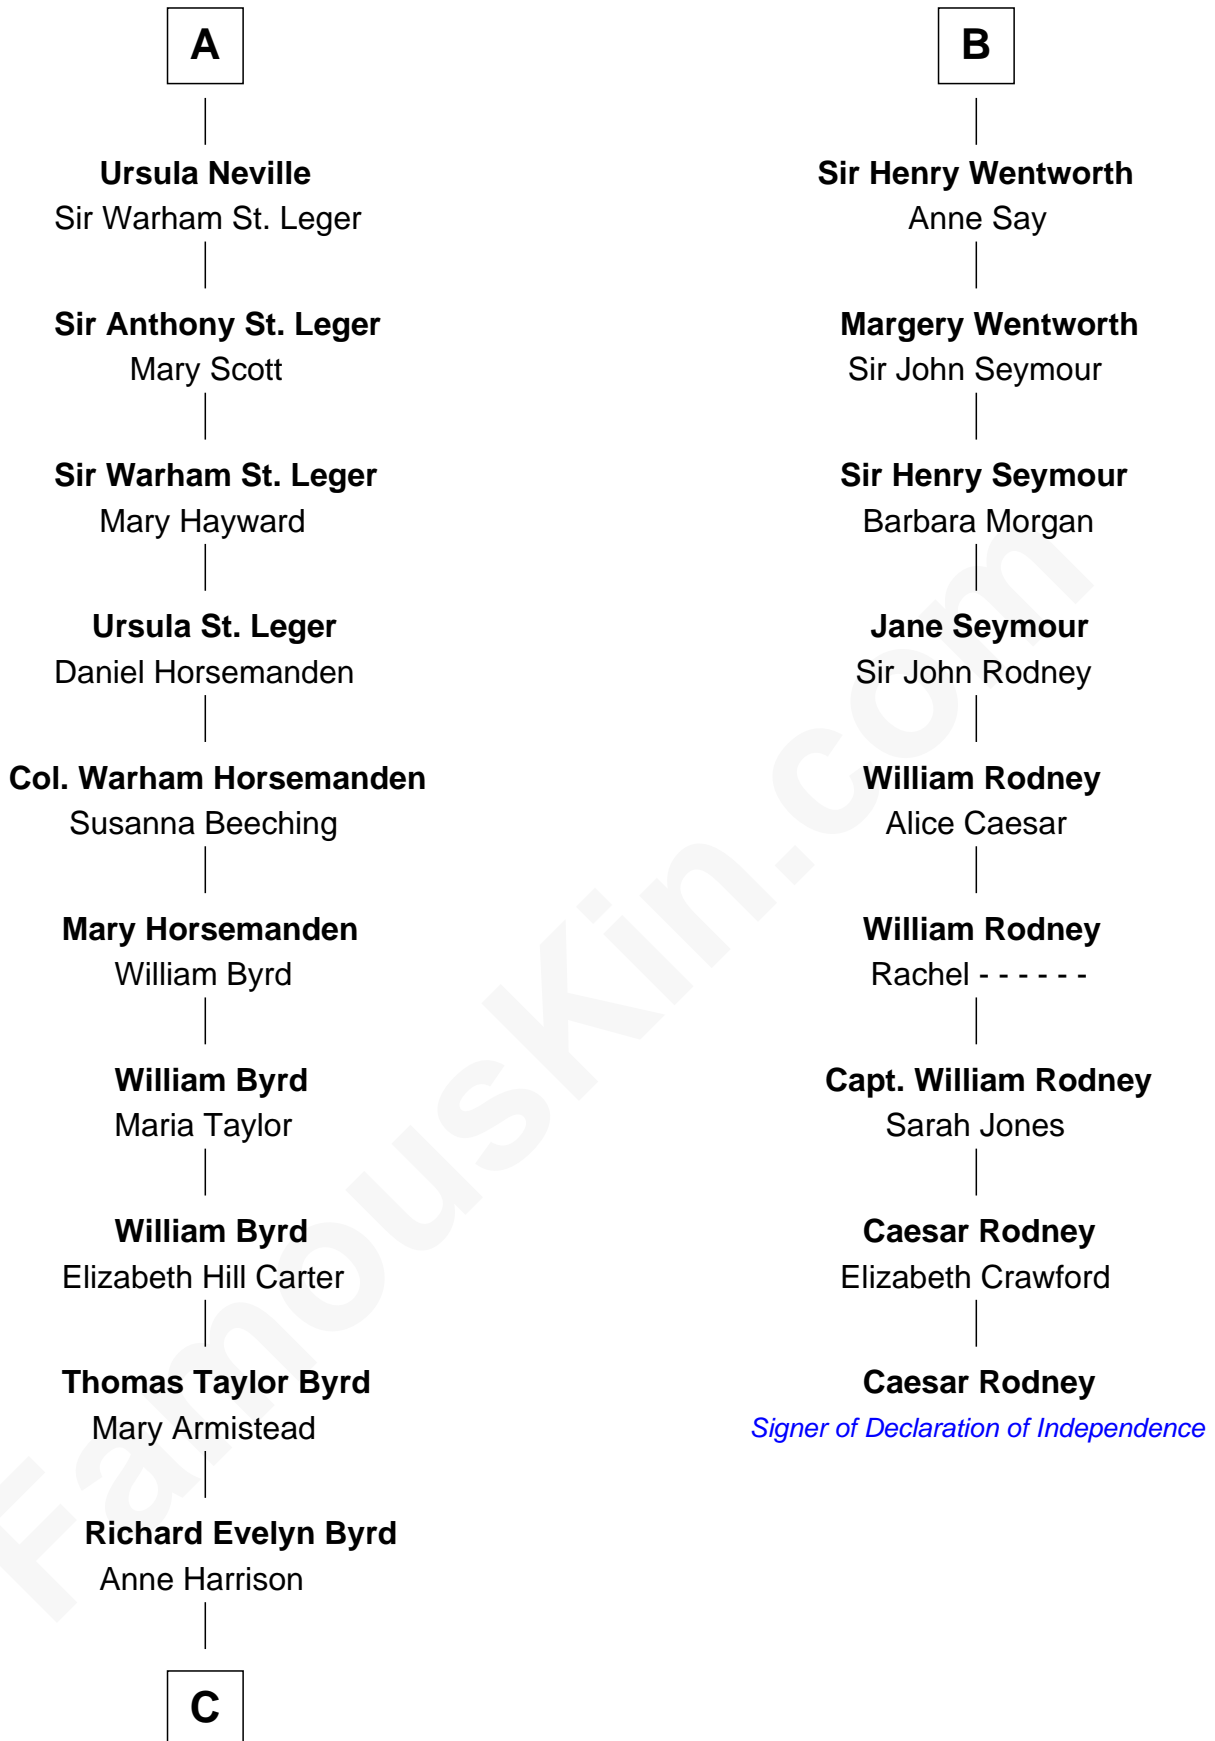 A
Ursula Neville
Sir Warham St. Leger
Sir Anthony St. Leger
Mary Scott
Sir Warham St. Leger
Mary Hayward
Ursula St. Leger
Daniel Horsemanden
Col. Warham Horsemanden
Susanna Beeching
Mary Horsemanden
William Byrd
William Byrd
Maria Taylor
William Byrd
Elizabeth Hill Carter
Thomas Taylor Byrd
Mary Armistead
Richard Evelyn Byrd
Anne Harrison
C
B
Sir Henry Wentworth
Anne Say
Margery Wentworth
Sir John Seymour
Sir Henry Seymour
Barbara Morgan
Jane Seymour
Sir John Rodney
William Rodney
Alice Caesar
William Rodney
Rachel - - - - - -
Capt. William Rodney
Sarah Jones
Caesar Rodney
Elizabeth Crawford
Caesar Rodney
Signer of Declaration of Independence
FamousKin.com